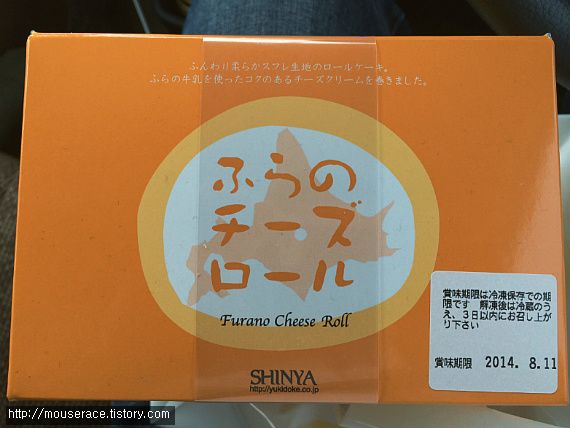 ふんわり柔らかスフレ生地のロールケーキ。
ふらの牛乳を使ったコクのあるチーズクリームを巻きました。
ふらの
チーズ
ロール
Furano Cheese Roll
SHINYA
http://yukidoke.co.jp
賞味期限は冷凍保存での期
限です 解凍後は冷蔵のう
え、3日以内にお召し上が
り下さい
賞味期限 2014. 8.11
http://mouserace.tistory.com